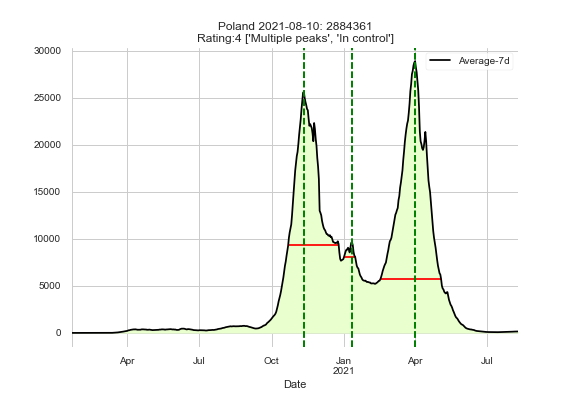 Poland 2021-08-10: 2884361
Rating:4 ['Multiple peaks', 'In control']
30000
25000
20000
15000
10000
5000
0
Average-7d
Apr
Jul
Oct
Jan
2021
Apr
Jul
Date